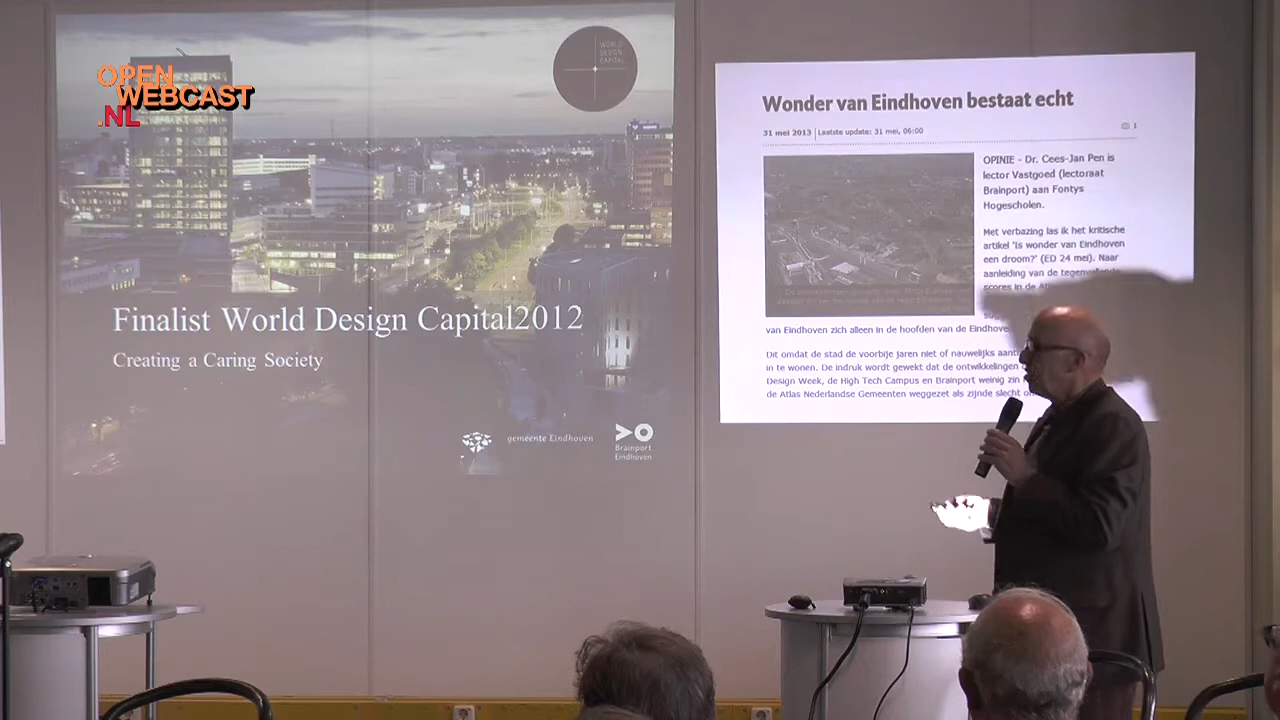 OPEN
WEBCAST
.NL
WORLD
DESIGN
CAPITAL
Finalist World Design Capital2012
Creating a Caring Society
gemeente Eindhoven
Brainport
Eindhoven
Wonder van Eindhoven bestaat echt
31 mei 2013 | Laatste update: 31 mei, 06:00
1
OPINIE - Dr. Cees-Jan Pen is
lector Vastgoed (lectoraat
Brainport) aan Fontys
Hogescholen.
Met verbazing las ik het kritische
artikel 'Is wonder van Eindhoven
een droom?' (ED 24 mei). Naar
aanleiding van de tegenvallende
scores in de
van Eindhoven zich alleen in de hoofden van de Eindhove
Dit omdat de stad de voorbije jaren niet of nauwelijks
in te wonen. De indruk wordt gewekt dat de ontwikkelingen
Design Week, de High Tech Campus en Brainport weinig zin
de Atlas Nederlandse Gemeenten weggezet als zijnde slecht